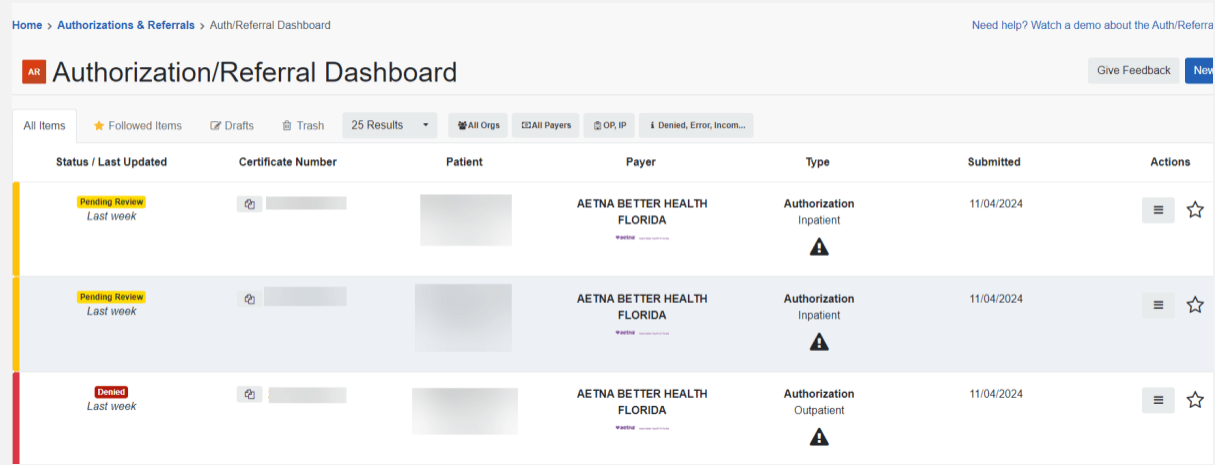 Home > Authorizations & Referrals > Auth/Referral Dashboard
Need help? Watch a demo about the Auth/Referra
AR Authorization/Referral Dashboard
Give Feedback
New
All Items
Followed Items
Drafts
Trash
25 Results
All Orgs
All Payers
OP, IP
Denied, Error, Incom...
Status / Last Updated
Certificate Number
Patient
Payer
Type
Submitted
Actions
Pending Review
Last week
AETNA BETTER HEALTH
FLORIDA
aetna
Authorization
Inpatient
11/04/2024
Pending Review
Last week
AETNA BETTER HEALTH
FLORIDA
aetna
Authorization
Inpatient
11/04/2024
Denied
Last week
AETNA BETTER HEALTH
FLORIDA
aetna
Authorization
Outpatient
11/04/2024